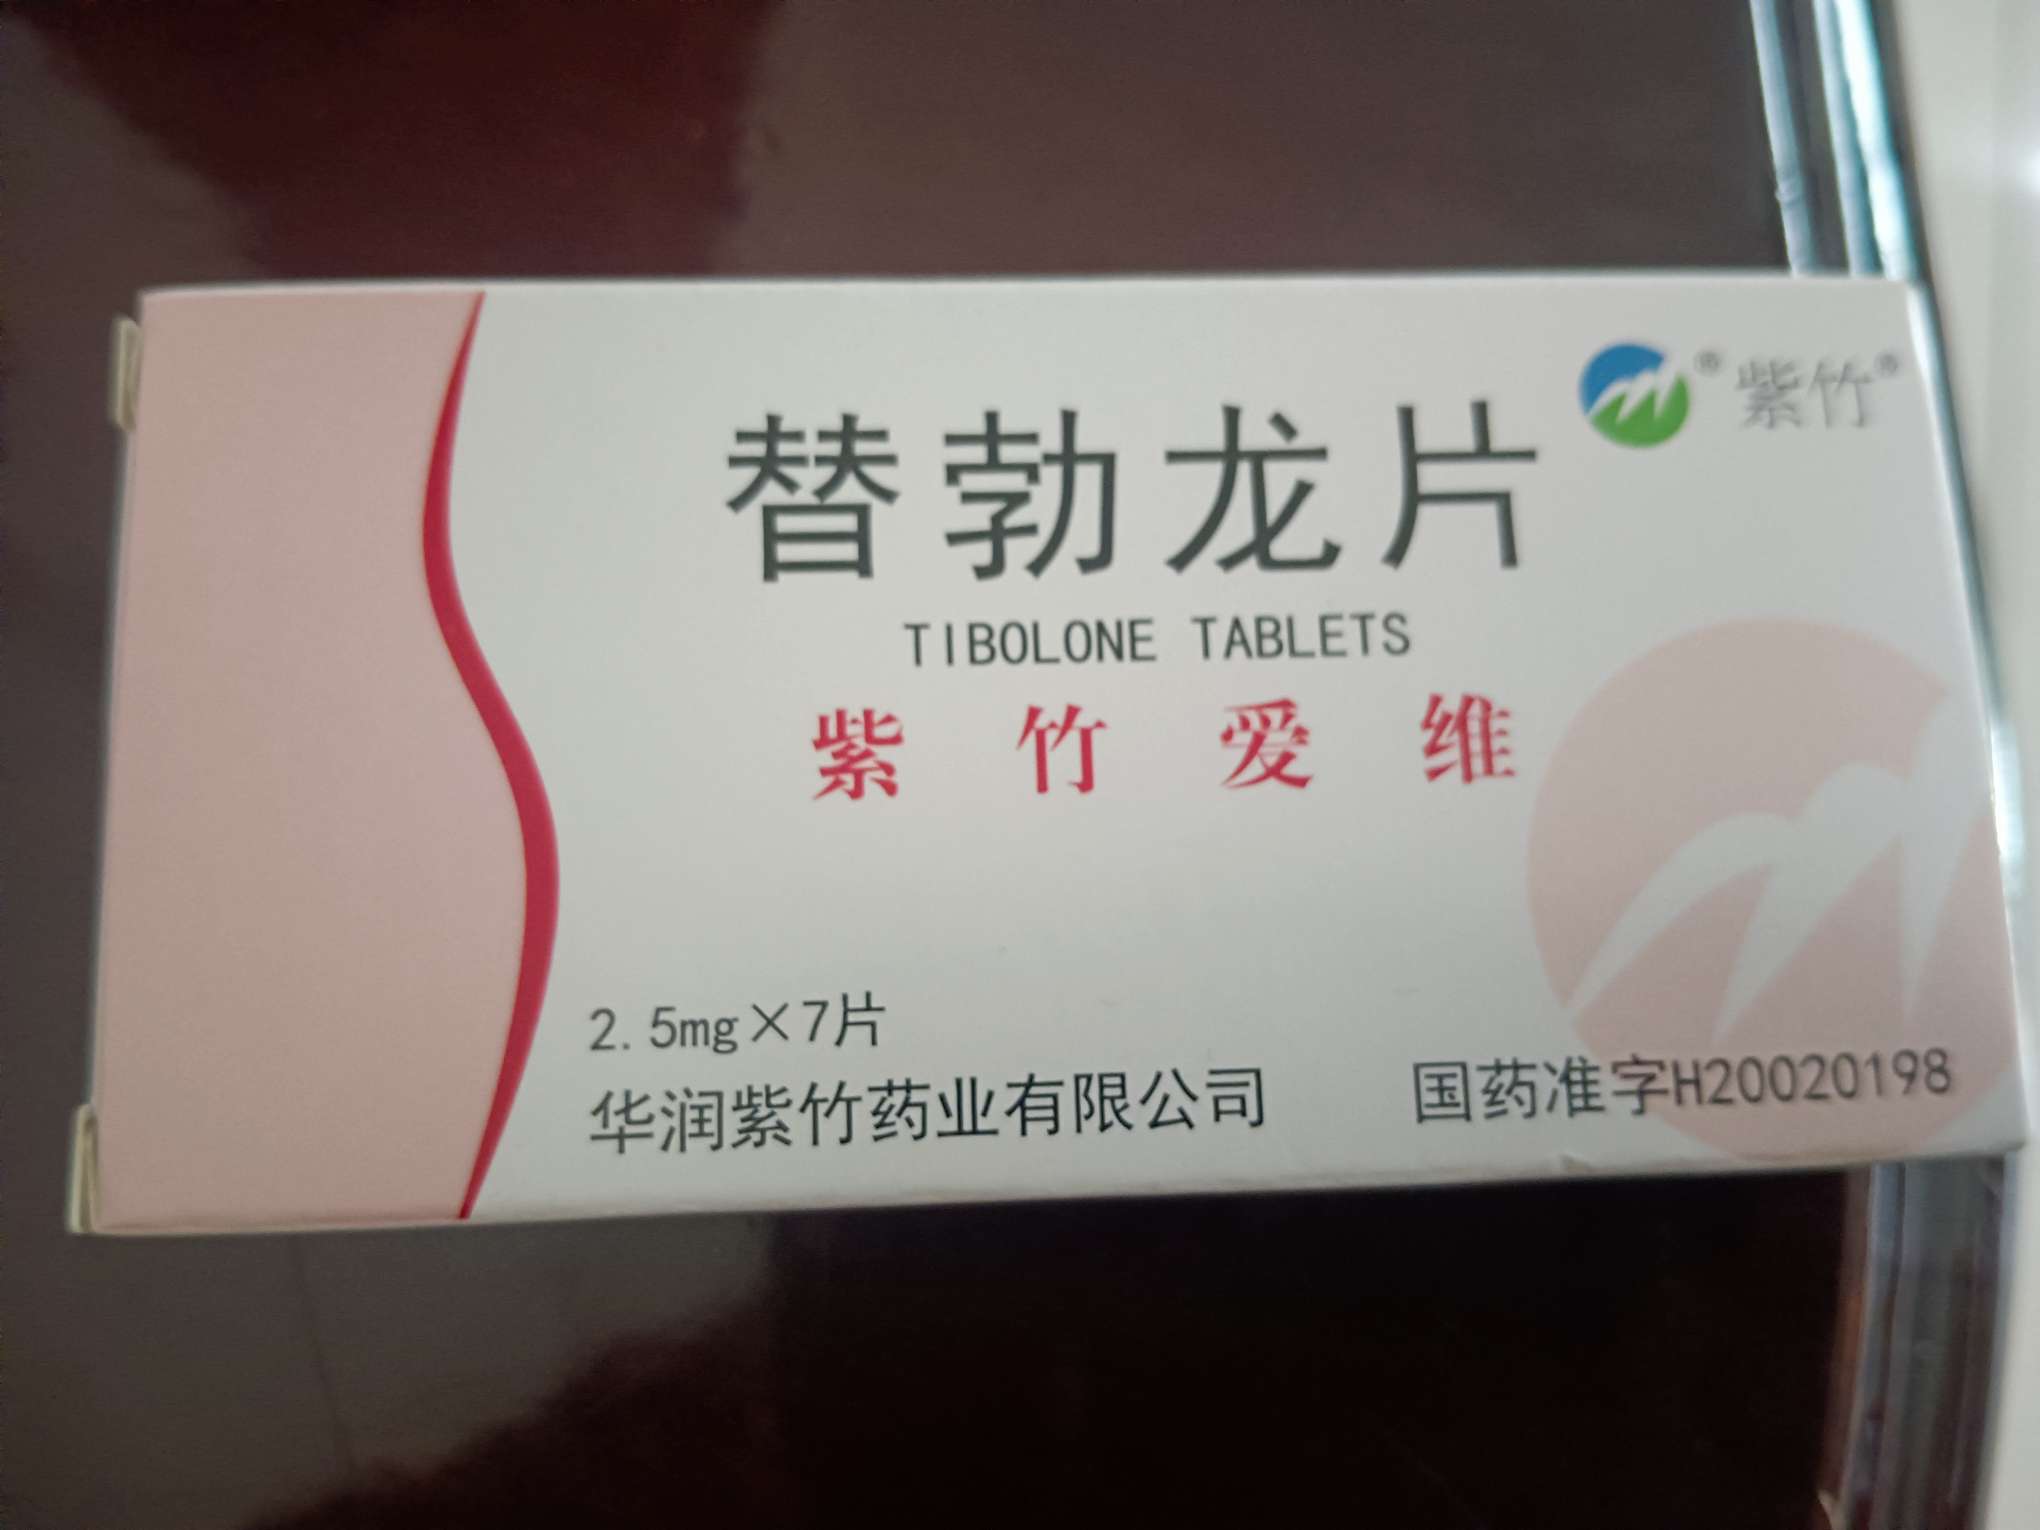 紫竹®
替勃龙片
TIBOLONE TABLETS
紫竹爱维
2.5mg×7片
华润紫竹药业有限公司 国药准字H20020198